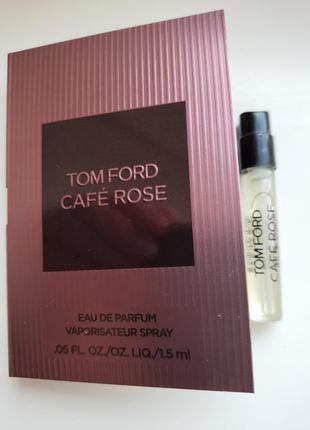 TOM FORD
CAFÉ ROSE
EAU DE PARFUM
VAPORISATEUR SPRAY
.05 FL. OZ./OZ. LIQ./1.5 ml
TOM FORD
CAFÉ ROSE